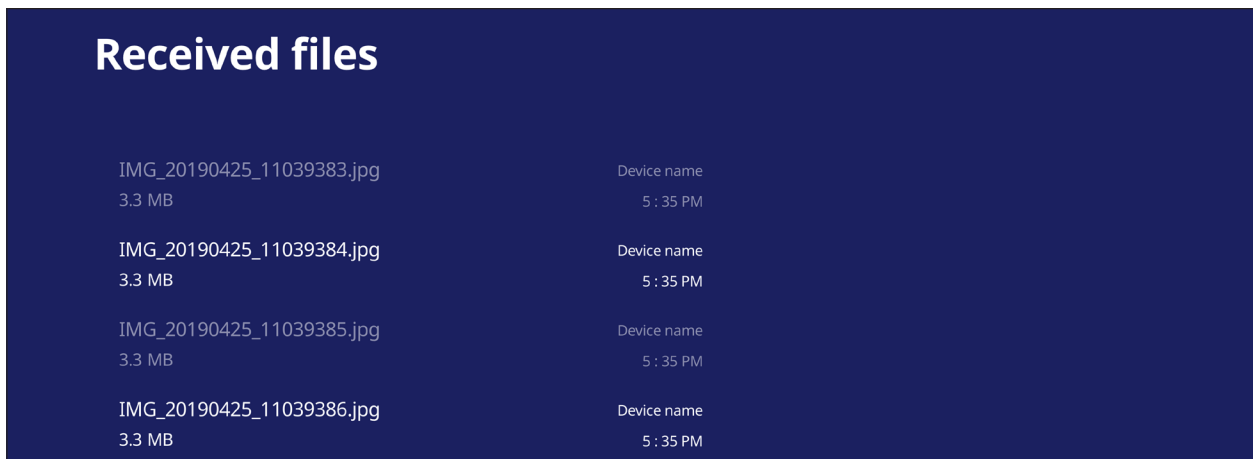 Received files
IMG_20190425_11039383.jpg Device name
3.3 MB 5 : 35 PM
IMG_20190425_11039384.jpg Device name
3.3 MB 5 : 35 PM
IMG_20190425_11039385.jpg Device name
3.3 MB 5 : 35 PM
IMG_20190425_11039386.jpg Device name
3.3 MB 5 : 35 PM